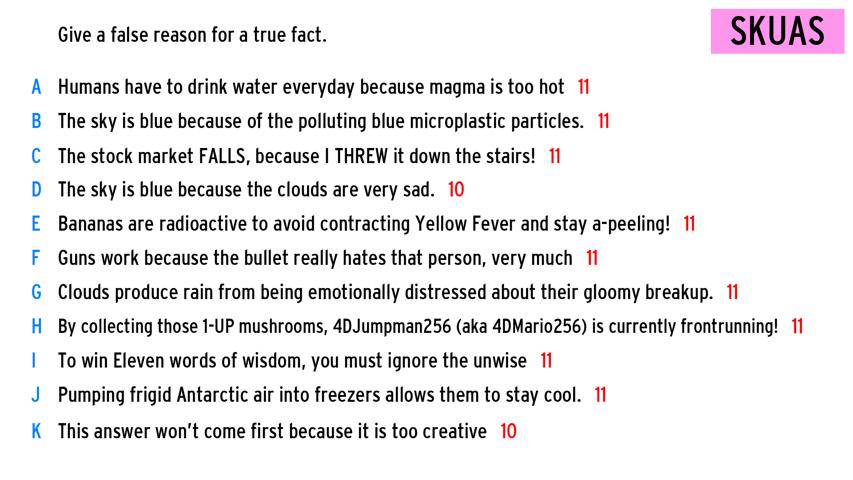 Give a false reason for a true fact.
SKUAS
A Humans have to drink water everyday because magma is too hot 11
B The sky is blue because of the polluting blue microplastic particles. 11
C The stock market FALLS, because I THREW it down the stairs! 11
D The sky is blue because the clouds are very sad. 10
E Bananas are radioactive to avoid contracting Yellow Fever and stay a-peeling! 11
F Guns work because the bullet really hates that person, very much 11
G Clouds produce rain from being emotionally distressed about their gloomy breakup. 11
H By collecting those 1-UP mushrooms, 4DJumpman256 (aka 4DMario256) is currently frontrunning! 11
I To win Eleven words of wisdom, you must ignore the unwise 11
J Pumping frigid Antarctic air into freezers allows them to stay cool. 11
K This answer won't come first because it is too creative 10